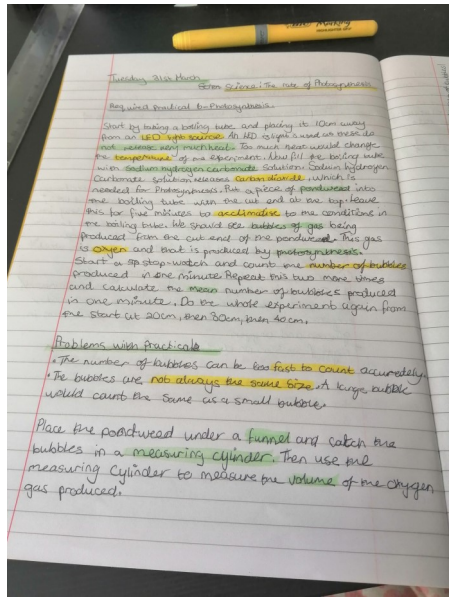 Marking
Tuesday 31st March
Science: The rate of Photosynthesis
Required Practical 6-Photosynthesis.
Start by taking a boiling tube and placing it 10cm away
from an LED light source. An LED light used as these do
not release very much heat. Too much heat would change
the temperature of the experiment. Now fill the boiling tube
with Sodium hydrogen carbonate solution. Sodium hydrogen
Carbonate solution releases carbon dioxide, which is
needed for Photosynthesis. Put a piece of pondweed into
the boiling tube with the cut end at the top. Leave
this for five minutes to acclimatise to the conditions in
the boiling tube. We should see bubbles of gas being
produced from the cut end of the pondweed. This gas
is oxygen and that is produced by photosynthesis.
Start a stop-watch and count the number of bubbles
produced in one minute. Repeat this two more times
and calculate the mean number of bubbles produced
in one minute. Do the whole experiment again from
the start at 20cm, then 30cm, then 40cm.
Problems with Practical
• The number of bubbles can be too fast to count accurately.
• The bubbles are not always the same size. A large bubble
would count the same as a small bubble.
Place the pondweed under a funnel and catch the
bubbles in a measuring cylinder. Then use the
measuring cylinder to measure the volume of the oxygen
gas produced.